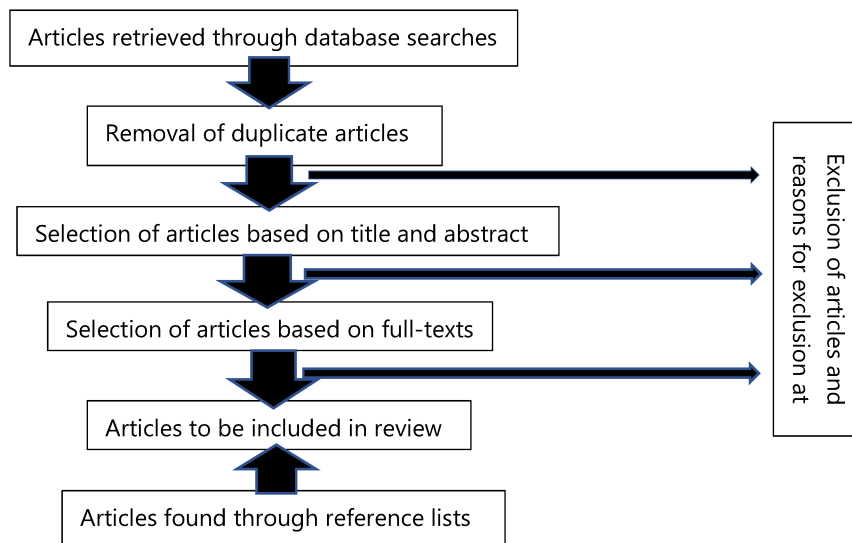 Articles retrieved through database searches
Removal of duplicate articles
Selection of articles based on title and abstract
Selection of articles based on full-texts
Articles to be included in review
Articles found through reference lists
Exclusion of articles and
reasons for exclusion at